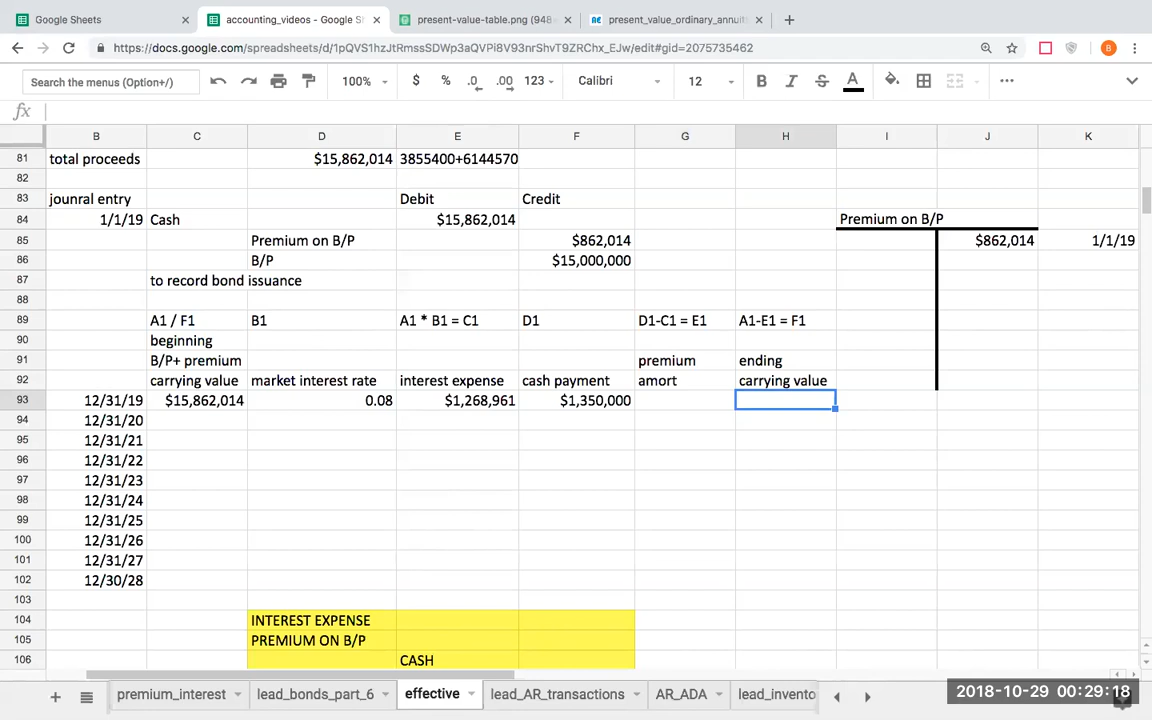 Google Sheets
accounting_videos - Google S
present-value-table.png (948
present_value_ordinary_annuit
https://docs.google.com/spreadsheets/d/1pQVS1hzJtRmssSDWp3aQVPi8V93nrShvT9ZRChx_EJw/edit#gid=2075735462
B
Search the menus (Option+/)
100% $ % .0 .00 123 Calibri 12 B I S A
fx
B C D E F G H I J K
81 total proceeds $15,862,014 3855400+6144570
82
83 jounral entry Debit Credit
84 1/1/19 Cash $15,862,014 Premium on B/P
85 Premium on B/P $862,014 $862,014 1/1/19
86 B/P $15,000,000
87 to record bond issuance
88
89 A1 / F1 B1 A1 * B1 = C1 D1 D1-C1 = E1 A1-E1 = F1
90 beginning
91 B/P+ premium premium ending
92 carrying value market interest rate interest expense cash payment amort carrying value
93 12/31/19 $15,862,014 0.08 $1,268,961 $1,350,000
94 12/31/20
95 12/31/21
96 12/31/22
97 12/31/23
98 12/31/24
99 12/31/25
100 12/31/26
101 12/31/27
102 12/30/28
103
104 INTEREST EXPENSE
105 PREMIUM ON B/P
106 CASH
premium_interest lead_bonds_part_6 effective lead_AR_transactions AR_ADA lead_invento
2018-10-29 00:29:18